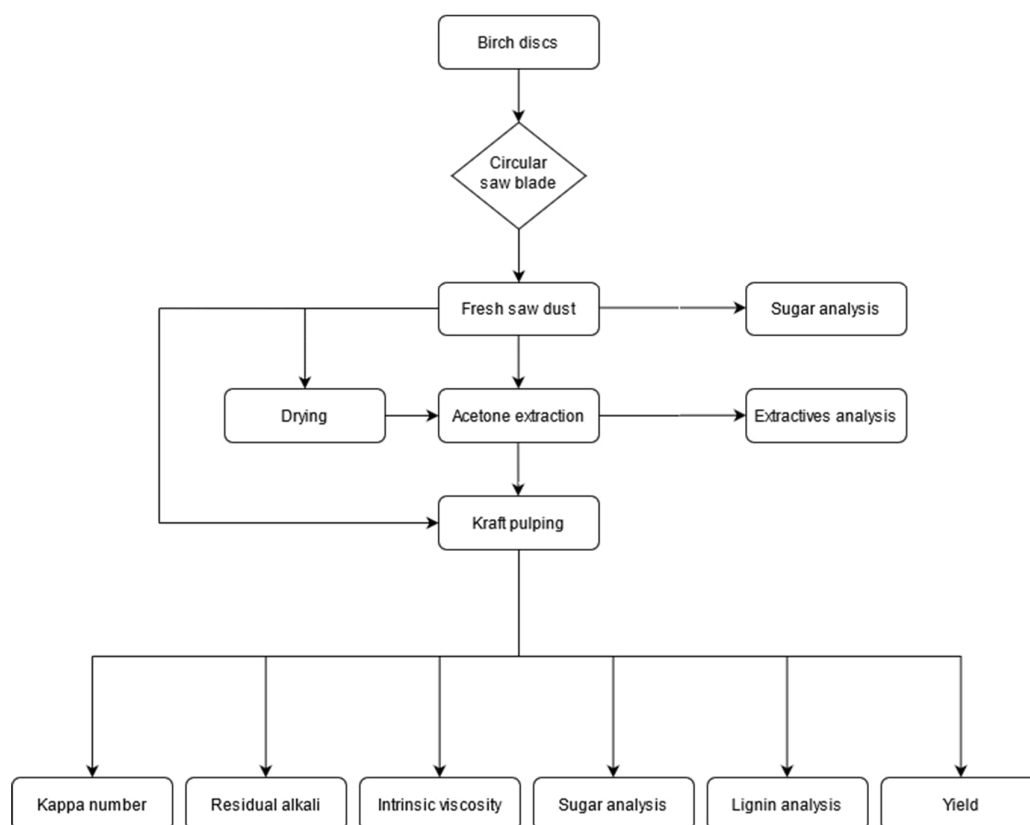 Birch discs
Circular
saw blade
Fresh saw dust
Sugar analysis
Drying
Acetone extraction
Extractives analysis
Kraft pulping
Kappa number
Residual alkali
Intrinsic viscosity
Sugar analysis
Lignin analysis
Yield